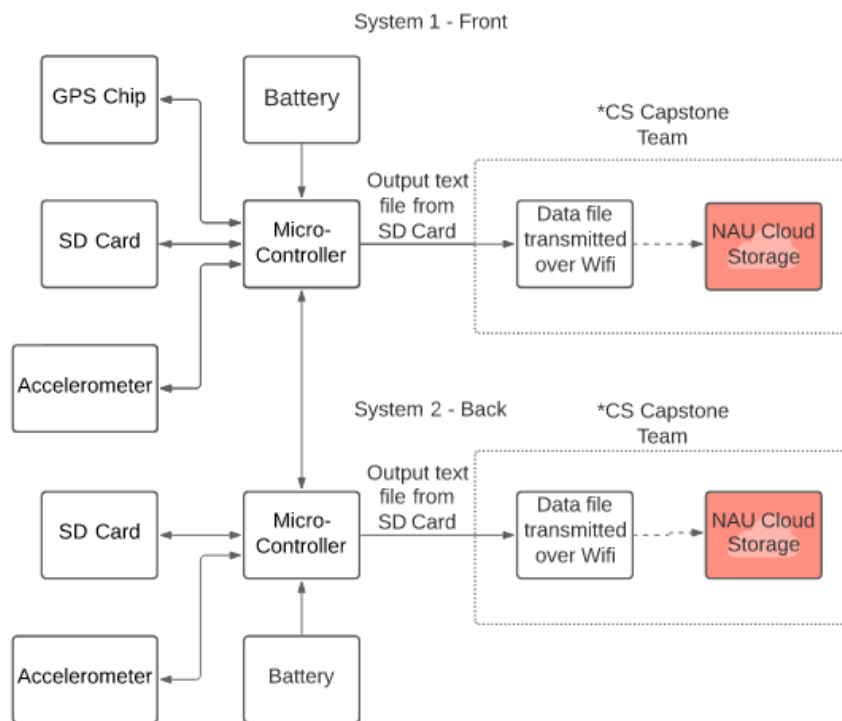 System 1 - Front
GPS Chip
Battery
*CS Capstone
Team
SD Card
Micro-
Controller
Output text
file from
SD Card
Data file
transmitted
over Wifi
NAU Cloud
Storage
Accelerometer
System 2 - Back
*CS Capstone
Team
SD Card
Micro-
Controller
Output text
file from
SD Card
Data file
transmitted
over Wifi
NAU Cloud
Storage
Accelerometer
Battery